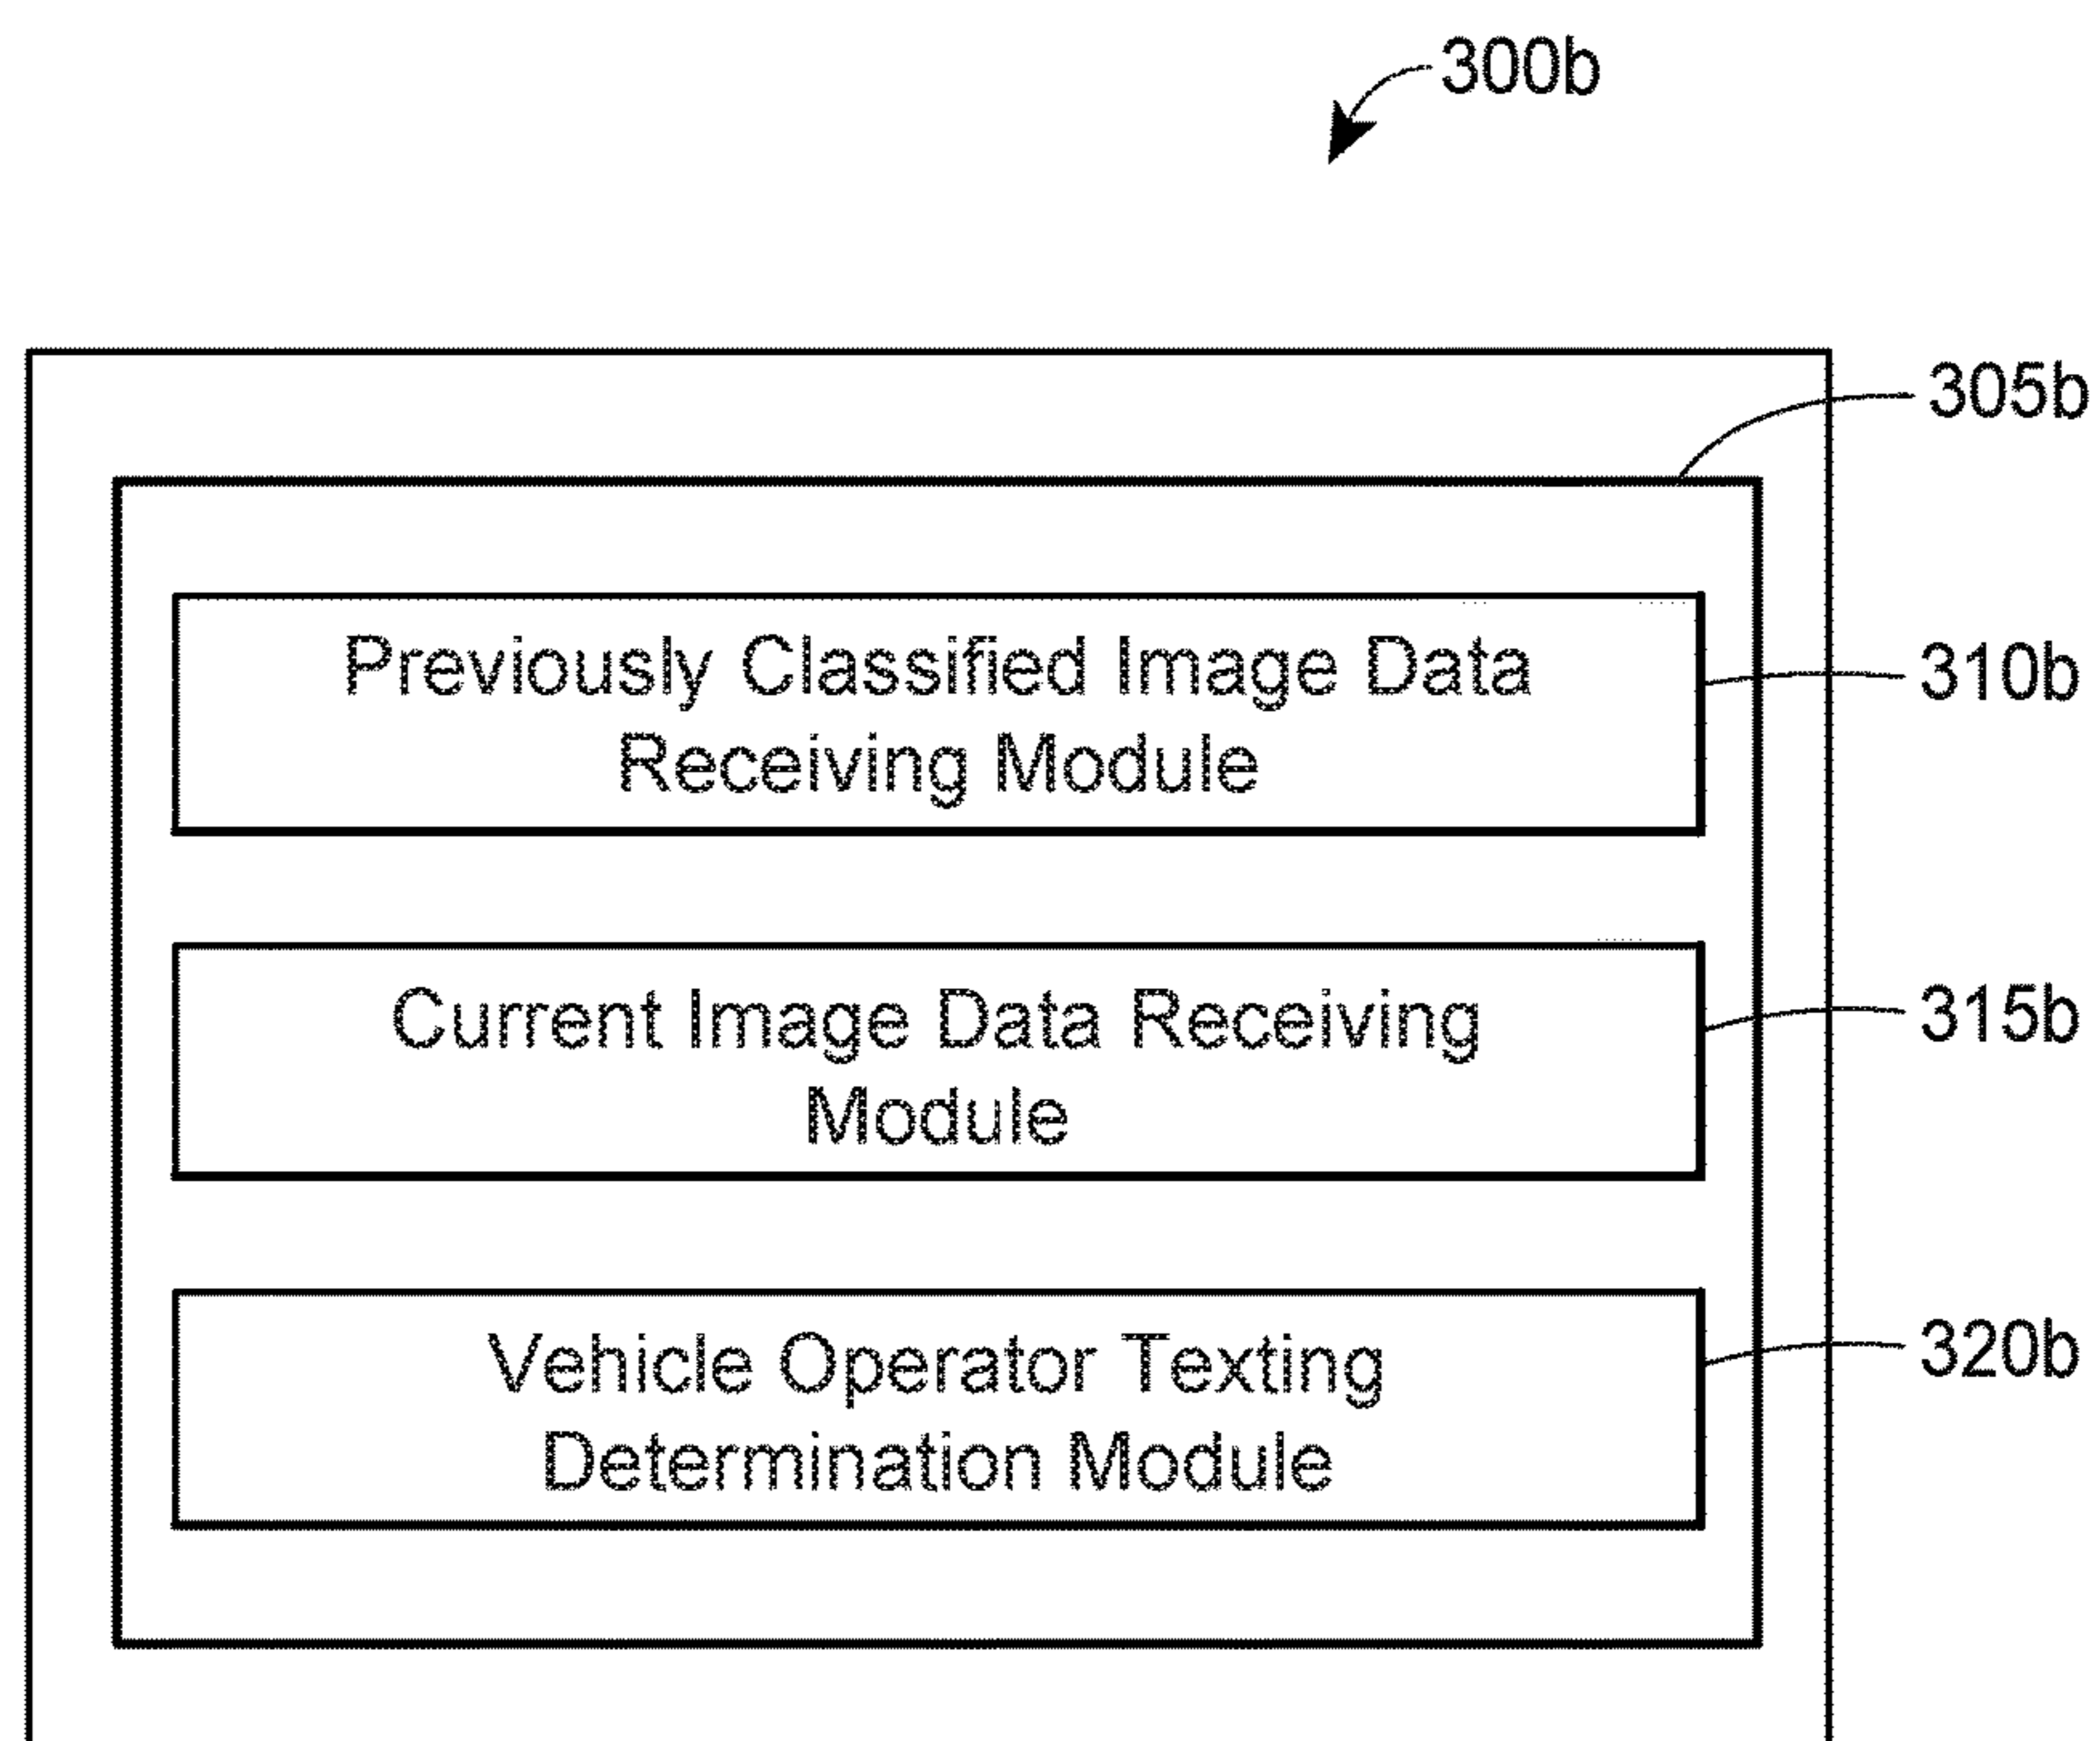 300b
305b
Previously Classified Image Data
Receiving Module
310b
Current Image Data Receiving
Module
315b
Vehicle Operator Texting
Determination Module
320b